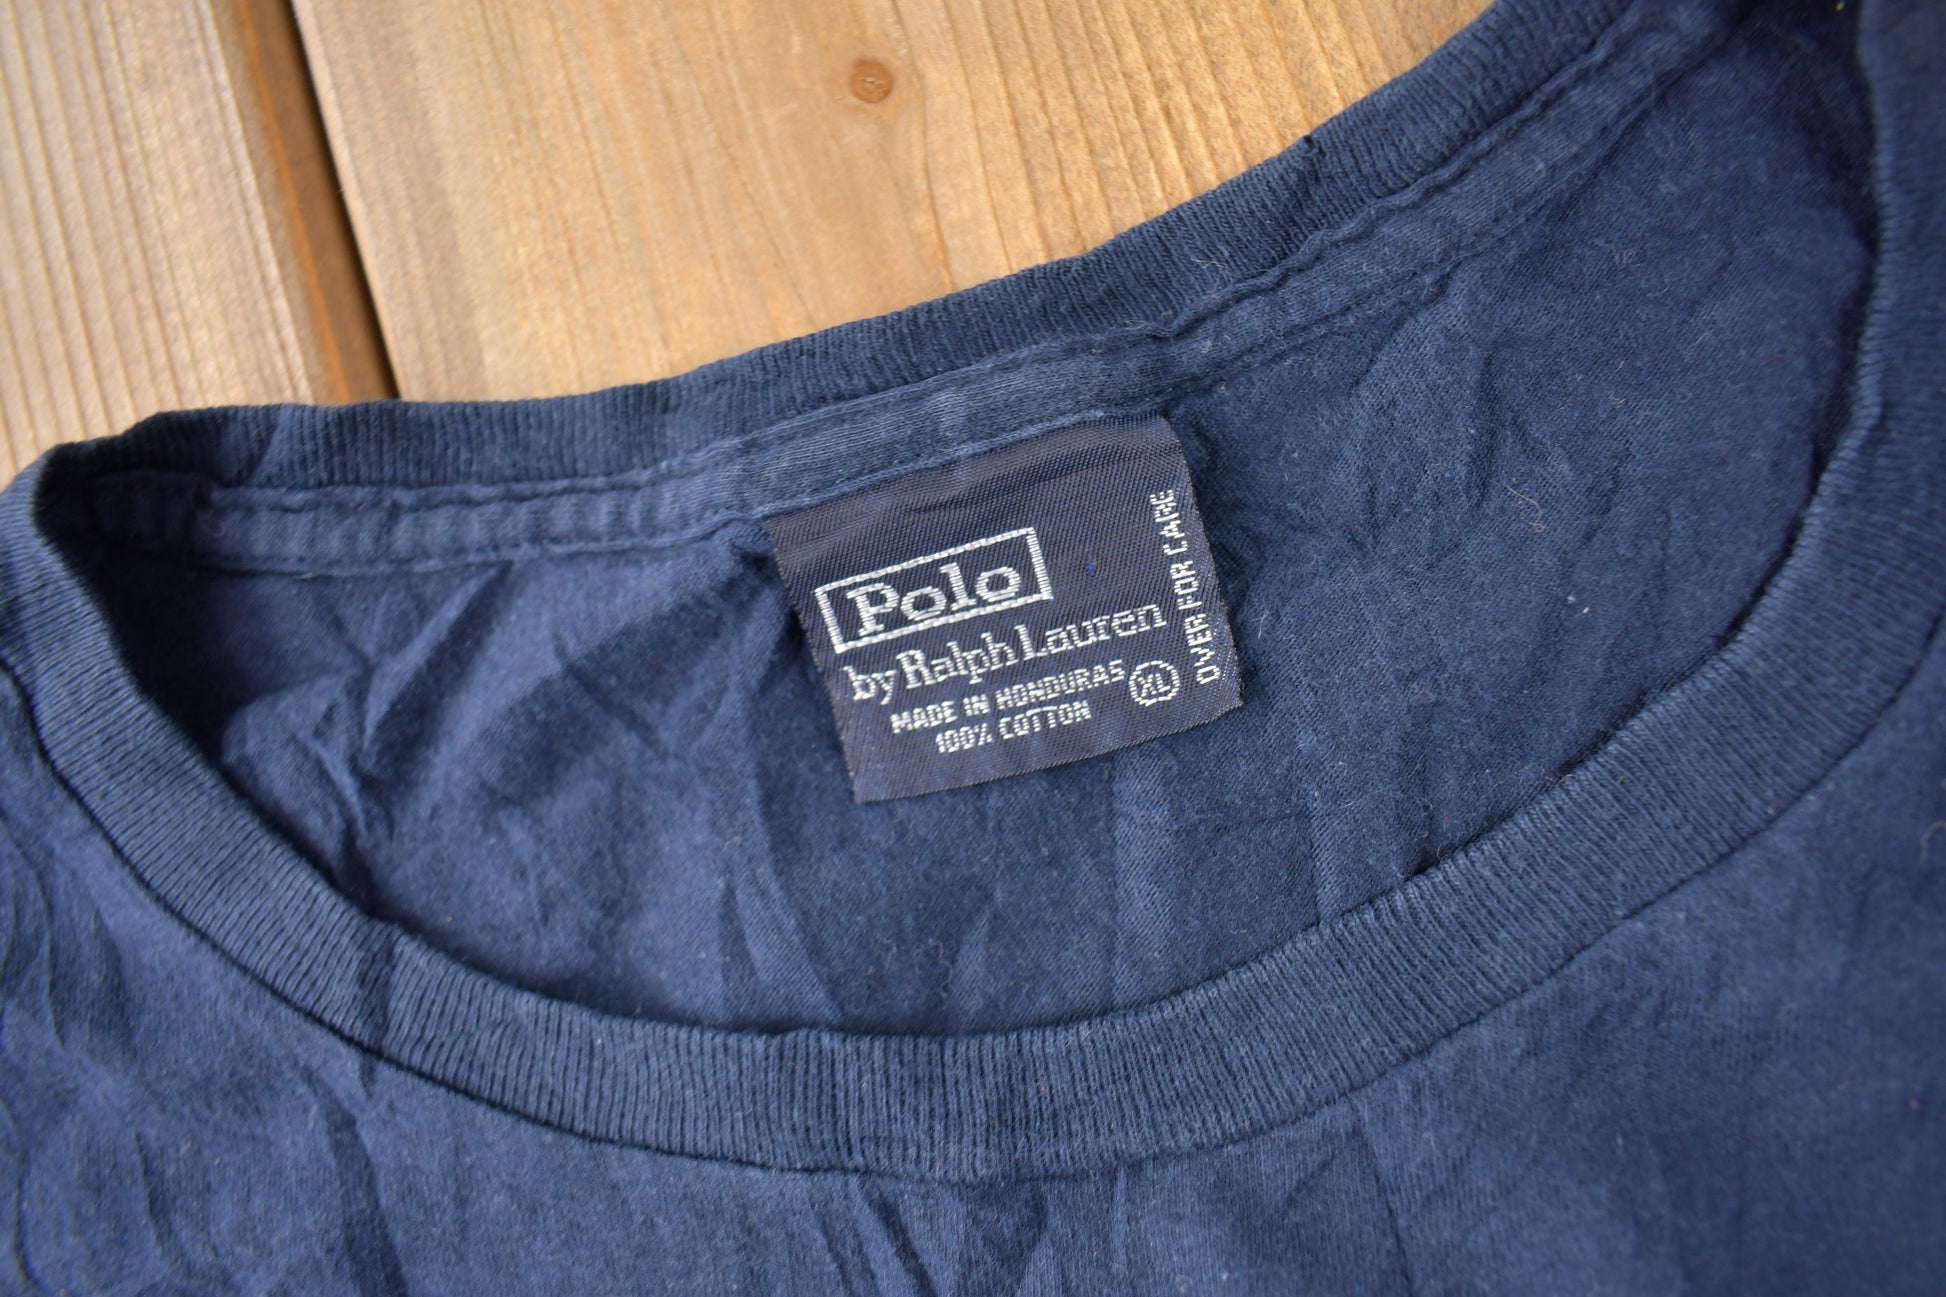 Polo
by Ralph Lauren
MADE IN HONDURAS
100% COTTON
XL
OVER FOR CARE